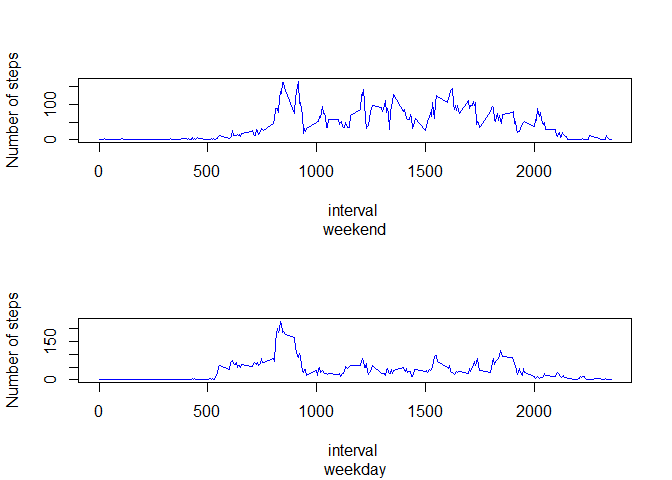 Number of steps
100
0
0 500 1000 1500 2000
interval
weekend
Number of steps
150
0
0 500 1000 1500 2000
interval
weekday